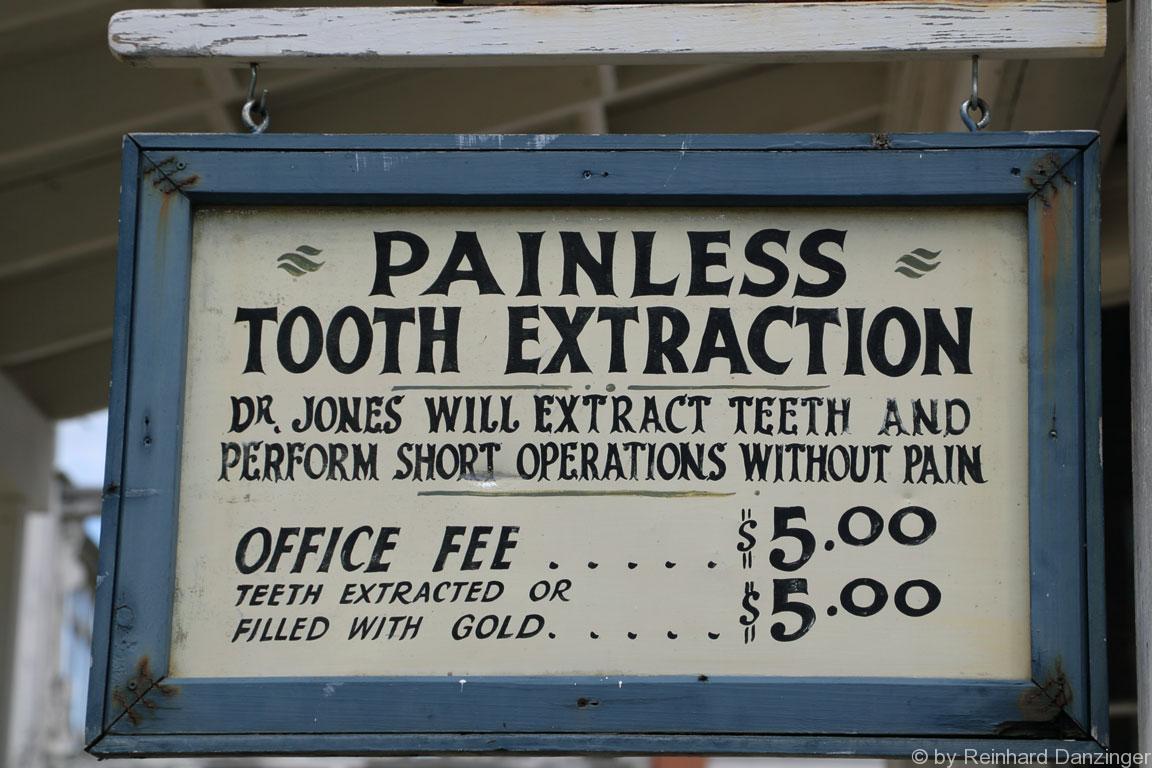 PAINLESS
TOOTH EXTRACTION
DR. JONES WILL EXTRACT TEETH AND
PERFORM SHORT OPERATIONS WITHOUT PAIN
OFFICE FEE . . . . . . $5.00
TEETH EXTRACTED OR
FILLED WITH GOLD. . . . . . $5.00
© by Reinhard Danzinger